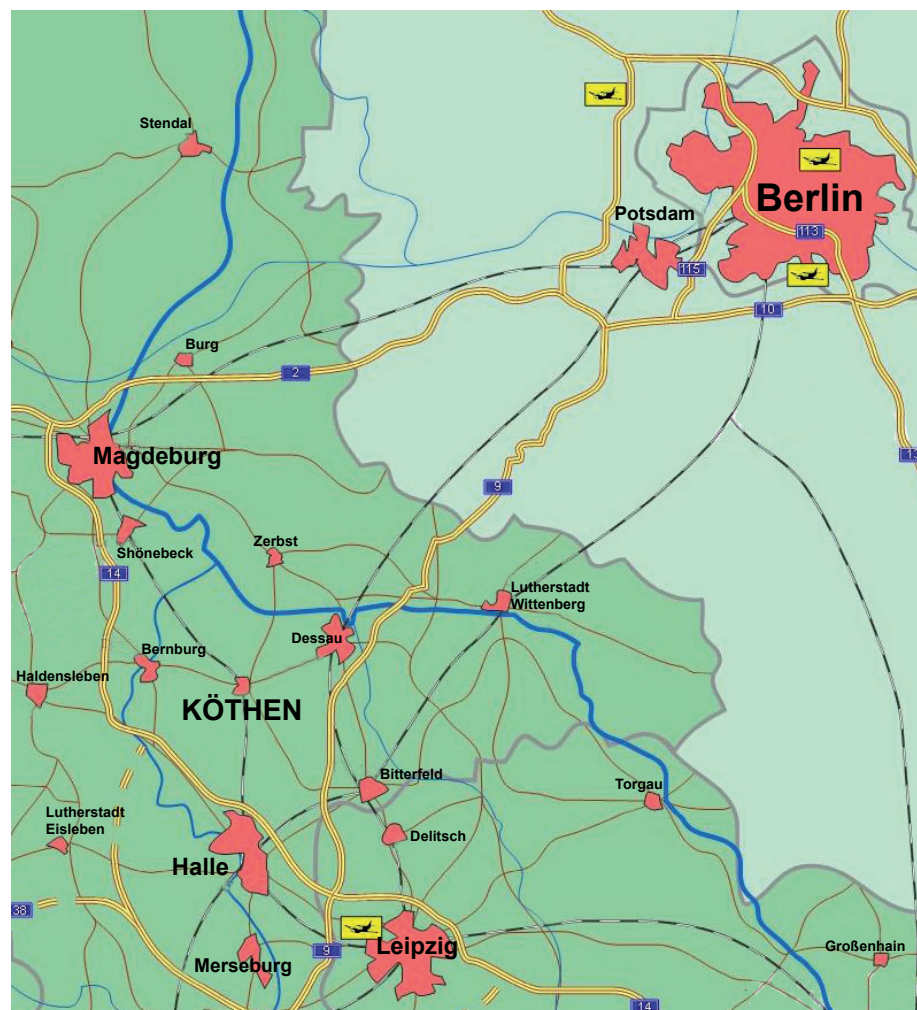 Stendal
Berlin
Potsdam
113
115
10
Burg
2
Magdeburg
13
9
Shönebeck
Zerbst
14
Lutherstadt
Wittenberg
Dessau
Bernburg
Haldensleben
KÖTHEN
Bitterfeld
Torgau
Lutherstadt
Eisleben
Delitsch
Halle
38
Leipzig
Merseburg
9
Großenhain
14